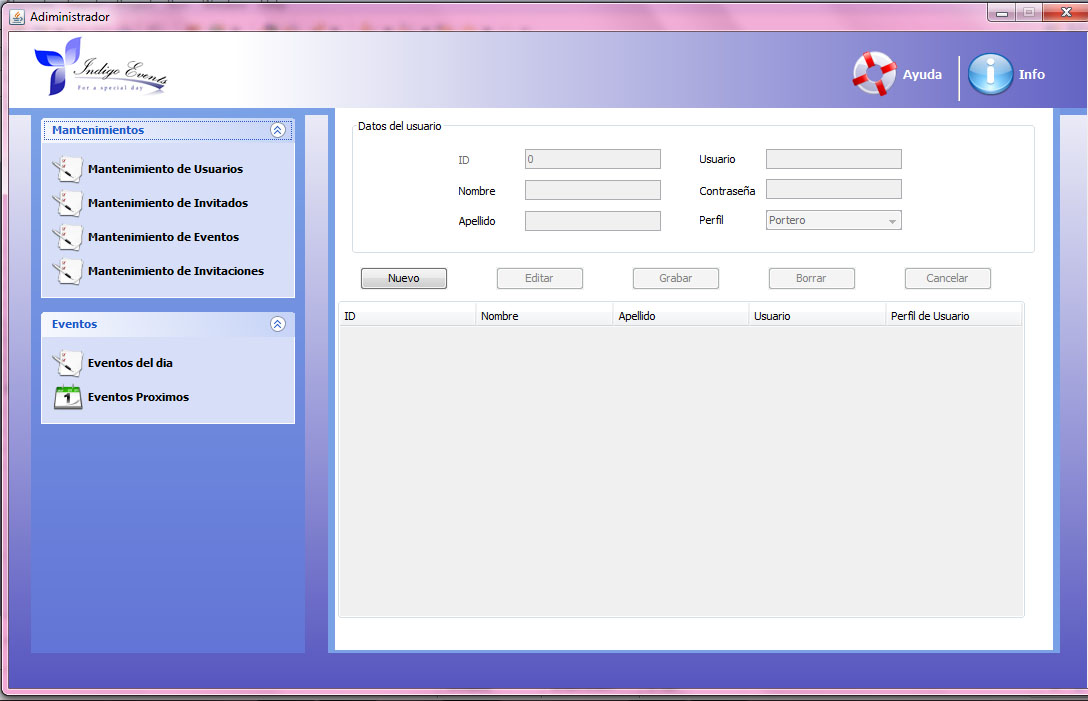 Adiministrador
Indigo Events
For a special day
Ayuda
Info
Mantenimientos
Mantenimiento de Usuarios
Mantenimiento de Invitados
Mantenimiento de Eventos
Mantenimiento de Invitaciones
Eventos
Eventos del dia
1
Eventos Proximos
Datos del usuario
ID 0 Usuario
Nombre Contraseña
Apellido Perfil Portero
Nuevo Editar Grabar Borrar Cancelar
ID Nombre Apellido Usuario Perfil de Usuario